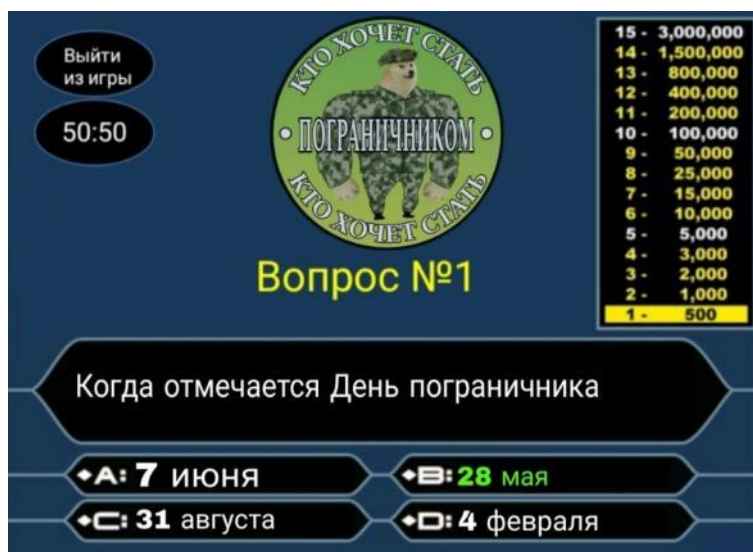 Выйти
из игры
50:50
КТО ХОЧЕТ СТАТЬ
• ПОГРАНИЧНИКОМ •
КТО ХОЧЕТ СТАТЬ
15 - 3,000,000
14 - 1,500,000
13 - 800,000
12 - 400,000
11 - 200,000
10 - 100,000
9 - 50,000
8 - 25,000
7 - 15,000
6 - 10,000
5 - 5,000
4 - 3,000
3 - 2,000
2 - 1,000
1 - 500
Вопрос №1
Когда отмечается День пограничника
A: 7 июня
B: 28 мая
C: 31 августа
D: 4 февраля